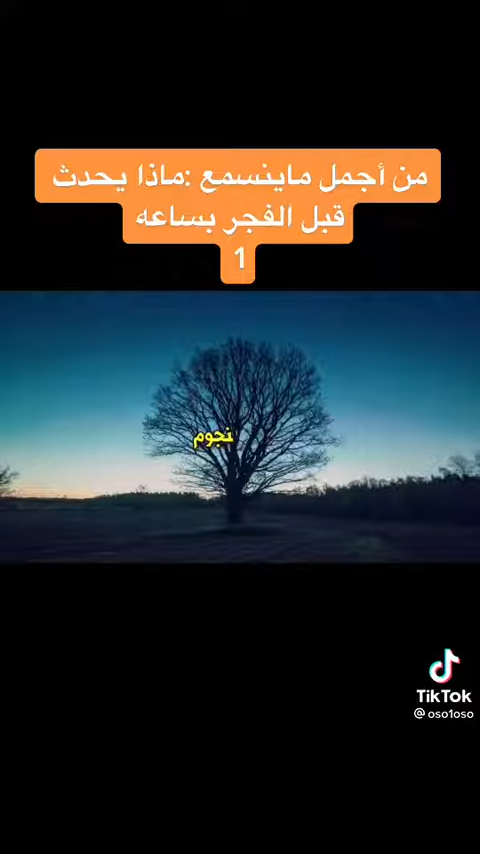 من أجمل ماينسمع :ماذا يحدث
قبل الفجر بساعه
1
نجوم
TikTok
@oso1oso